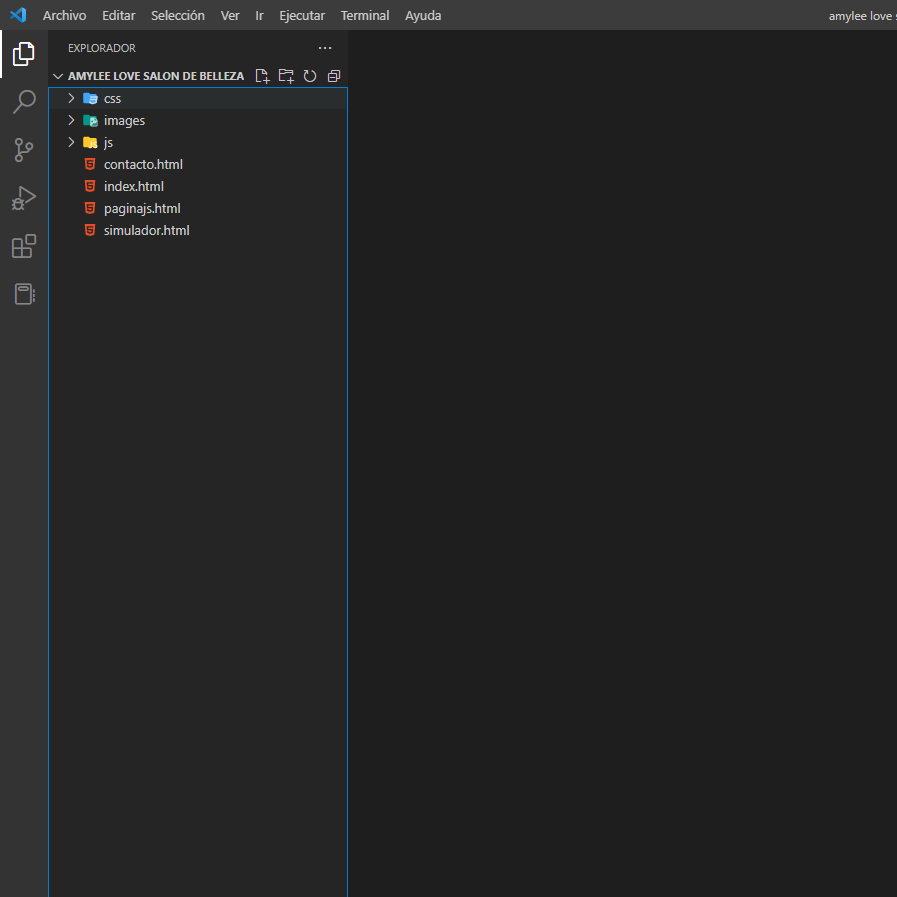 Archivo Editar Selección Ver Ir Ejecutar Terminal Ayuda amylee love
EXPLORADOR
AMYLEE LOVE SALON DE BELLEZA
css
images
js
contacto.html
index.html
paginajs.html
simulador.html